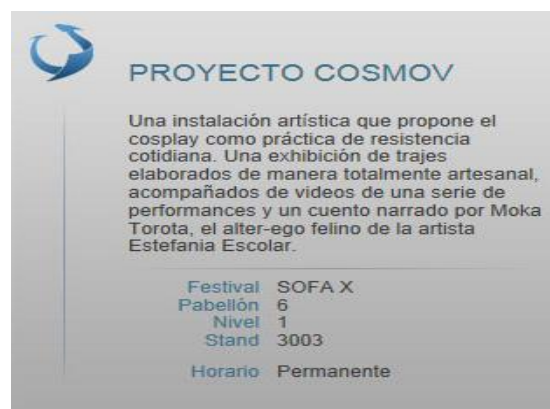 PROYECTO COSMOV
Una instalación artística que propone el
cosplay como práctica de resistencia
cotidiana. Una exhibición de trajes
elaborados de manera totalmente artesanal,
acompañados de videos de una serie de
performances y un cuento narrado por Moka
Torota, el alter-ego felino de la artista
Estefania Escolar.
Festival SOFA X
Pabellón 6
Nivel 1
Stand 3003
Horario Permanente